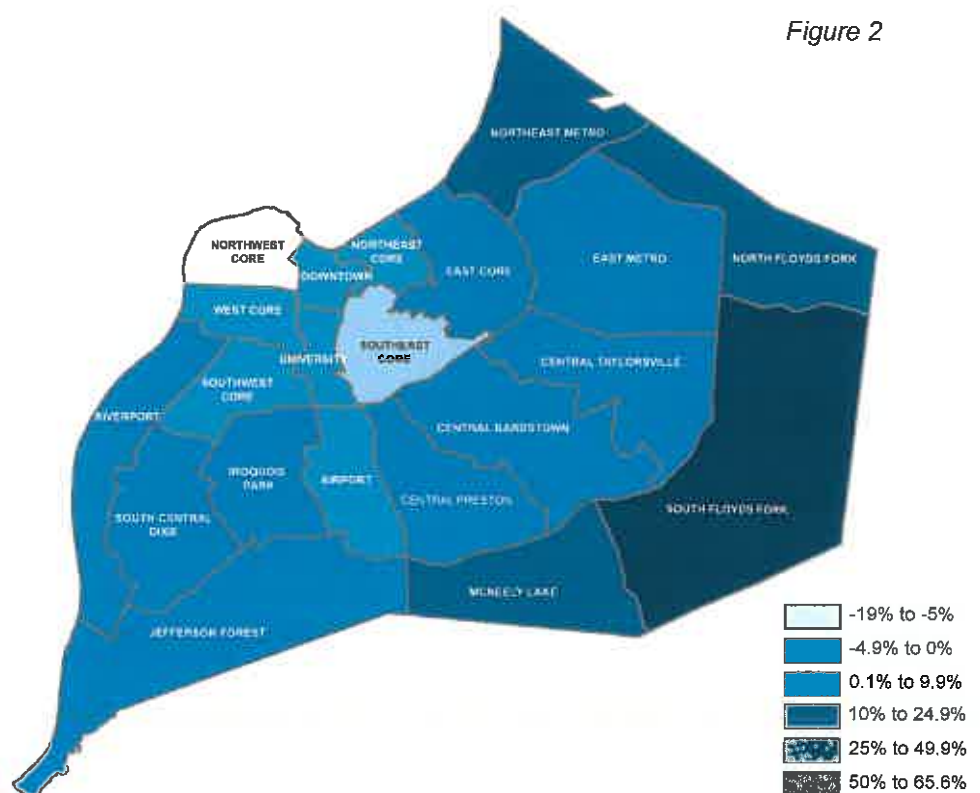 Figure 2
NORTHEAST METRO
NORTHWEST
CORE
NORTHEAST
CORE
DOWNTOWN
EAST CORE
EAST METRO
NORTH FLOYDS FORK
WEST CORE
UNIVERSITY
SOUTHEAST
CORE
CENTRAL TAYLORSVILLE
SOUTHWEST
CORE
RIVERPORT
CENTRAL BARDSTOWN
IROQUOIS
PARK
AIRPORT
CENTRAL PRESTON
SOUTH CENTRAL
DIXIE
SOUTH FLOYDS FORK
MCNEELY LAKE
JEFFERSON FOREST
-19% to -5%
-4.9% to 0%
0.1% to 9.9%
10% to 24.9%
25% to 49.9%
50% to 65.6%